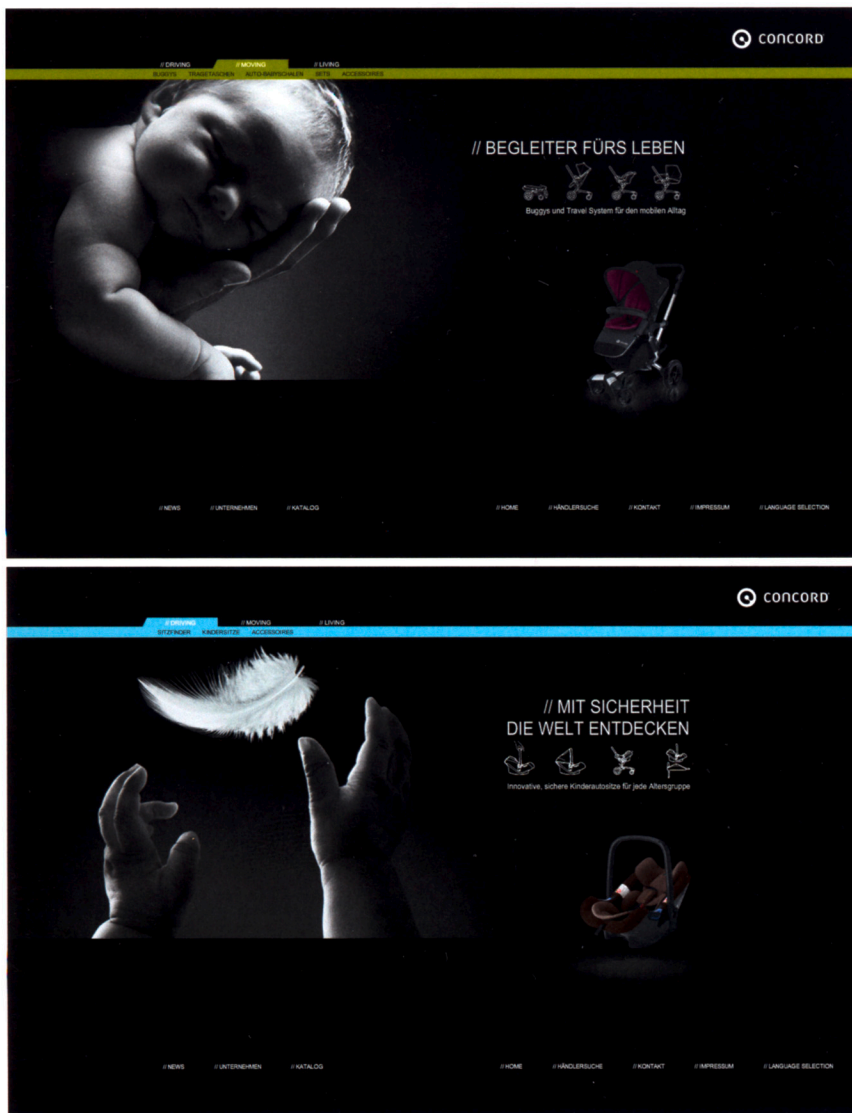 CONCORD
// DRIVING // MOVING // LIVING
BUGGYS TRAGETASCHEN AUTO-BABYSCHALEN SETS ACCESSOIRES
// BEGLEITER FÜRS LEBEN
Buggys und Travel System für den mobilen Alltag
// NEWS // UNTERNEHMEN // KATALOG // HOME // HÄNDLERSUCHE // KONTAKT // IMPRESSUM // LANGUAGE SELECTION
CONCORD
// DRIVING // MOVING // LIVING
SITZFINDER KINDERSITZE ACCESSOIRES
// MIT SICHERHEIT
DIE WELT ENTDECKEN
Innovative, sichere Kinderautositze für jede Altersgruppe
// NEWS // UNTERNEHMEN // KATALOG // HOME // HÄNDLERSUCHE // KONTAKT // IMPRESSUM // LANGUAGE SELECTION